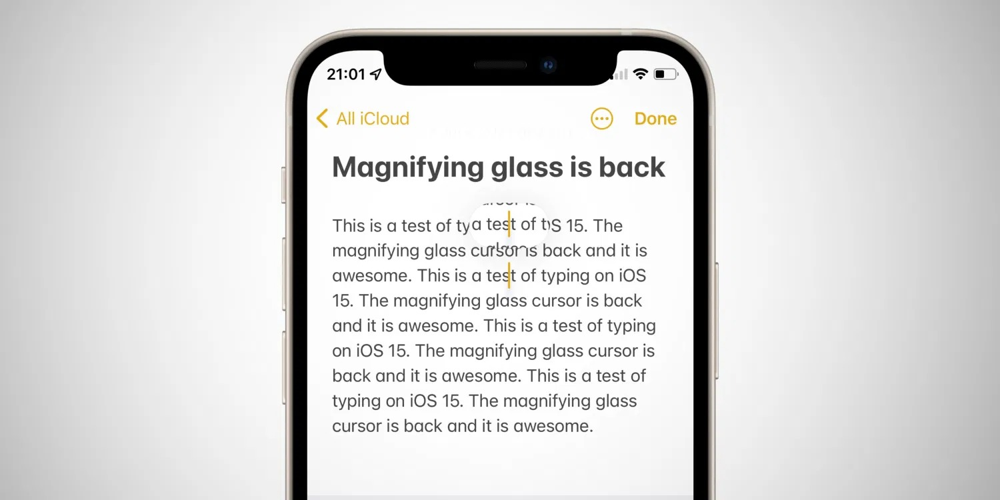 21:01
All iCloud
Done
Magnifying glass is back
This is a test of ty a test of t S 15. The
magnifying glass cursor is back and it is
awesome. This is a test of typing on iOS
15. The magnifying glass cursor is back
and it is awesome. This is a test of typing
on iOS 15. The magnifying glass cursor is
back and it is awesome. This is a test of
typing on iOS 15. The magnifying glass
cursor is back and it is awesome.